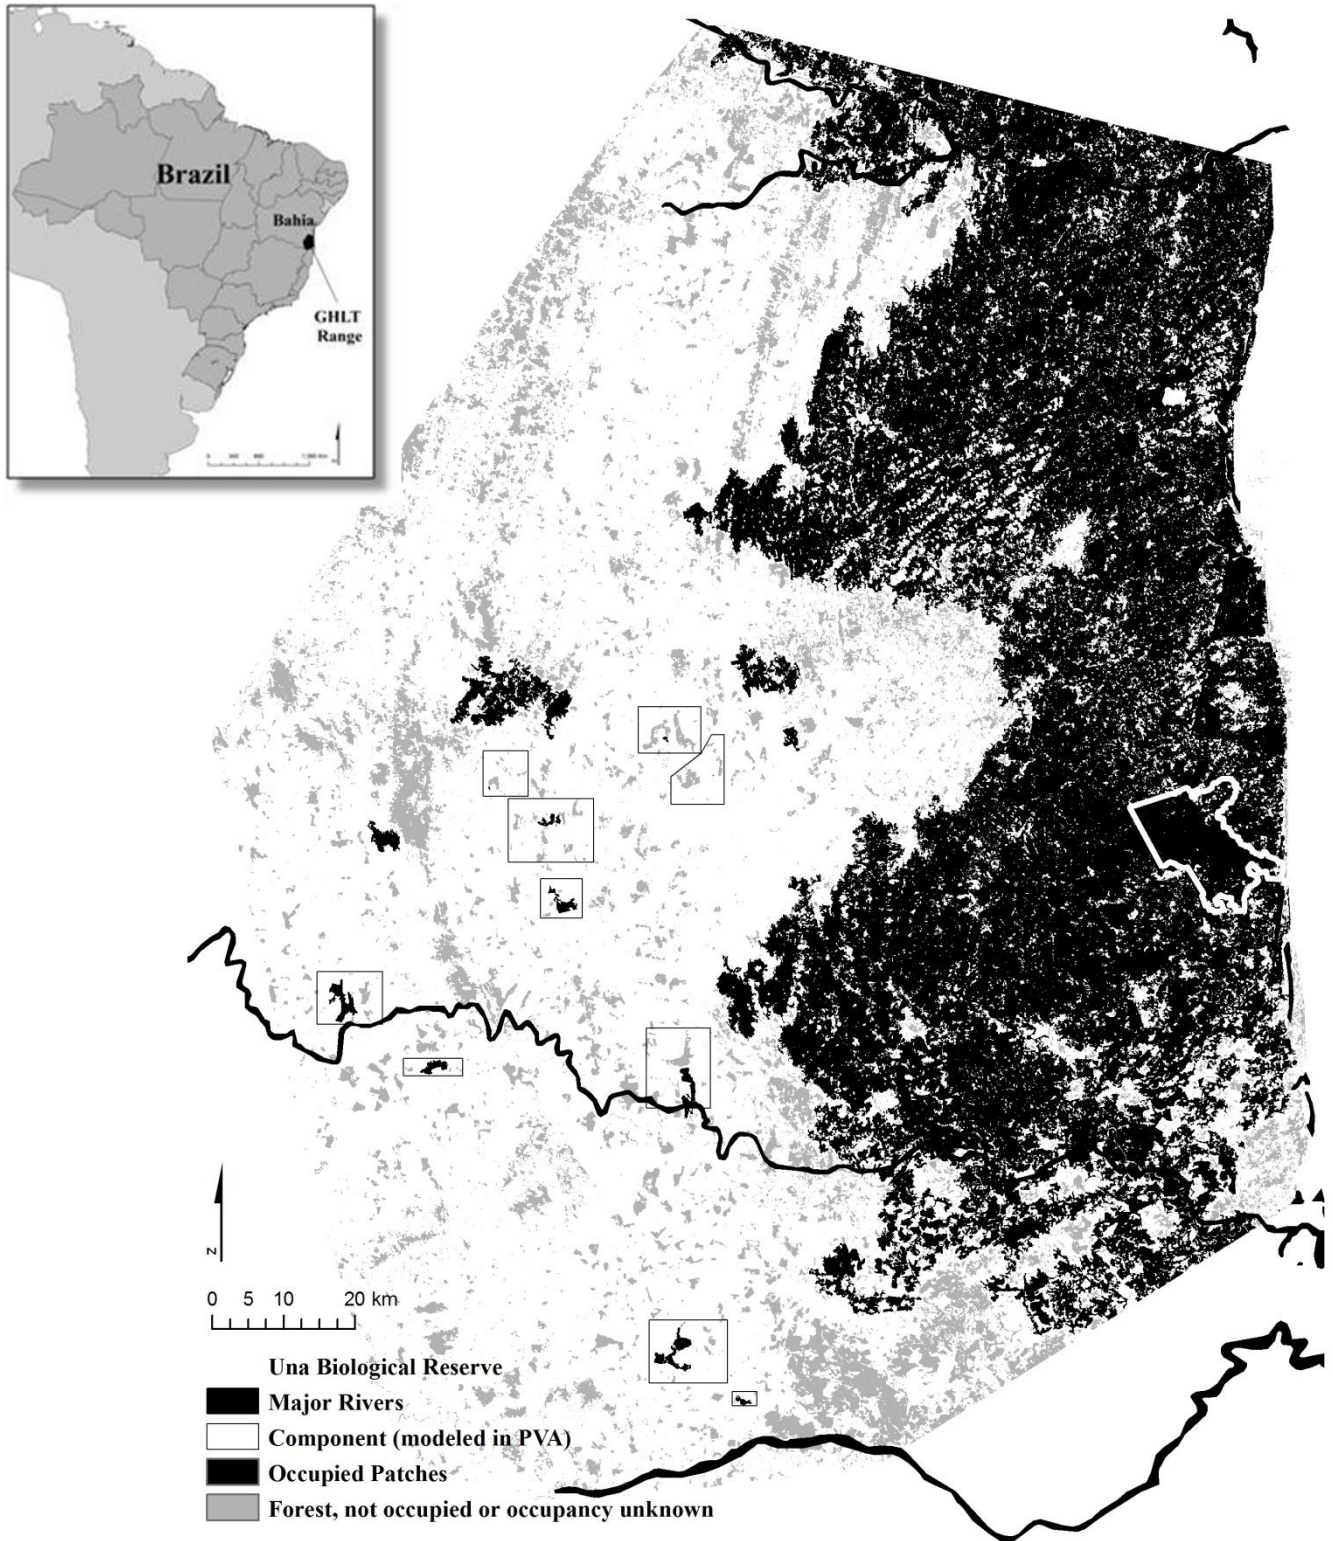 Brazil
Bahia
GHLT
Range
N
0 5 10 20 km
Una Biological Reserve
Major Rivers
Component (modeled in PVA)
Occupied Patches
Forest, not occupied or occupancy unknown